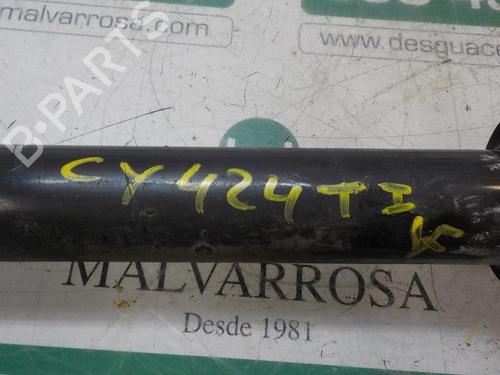 malvarrosa.com
www.desguace
B-PARTS
CY424TI
MALVARROSA
Desde 1981